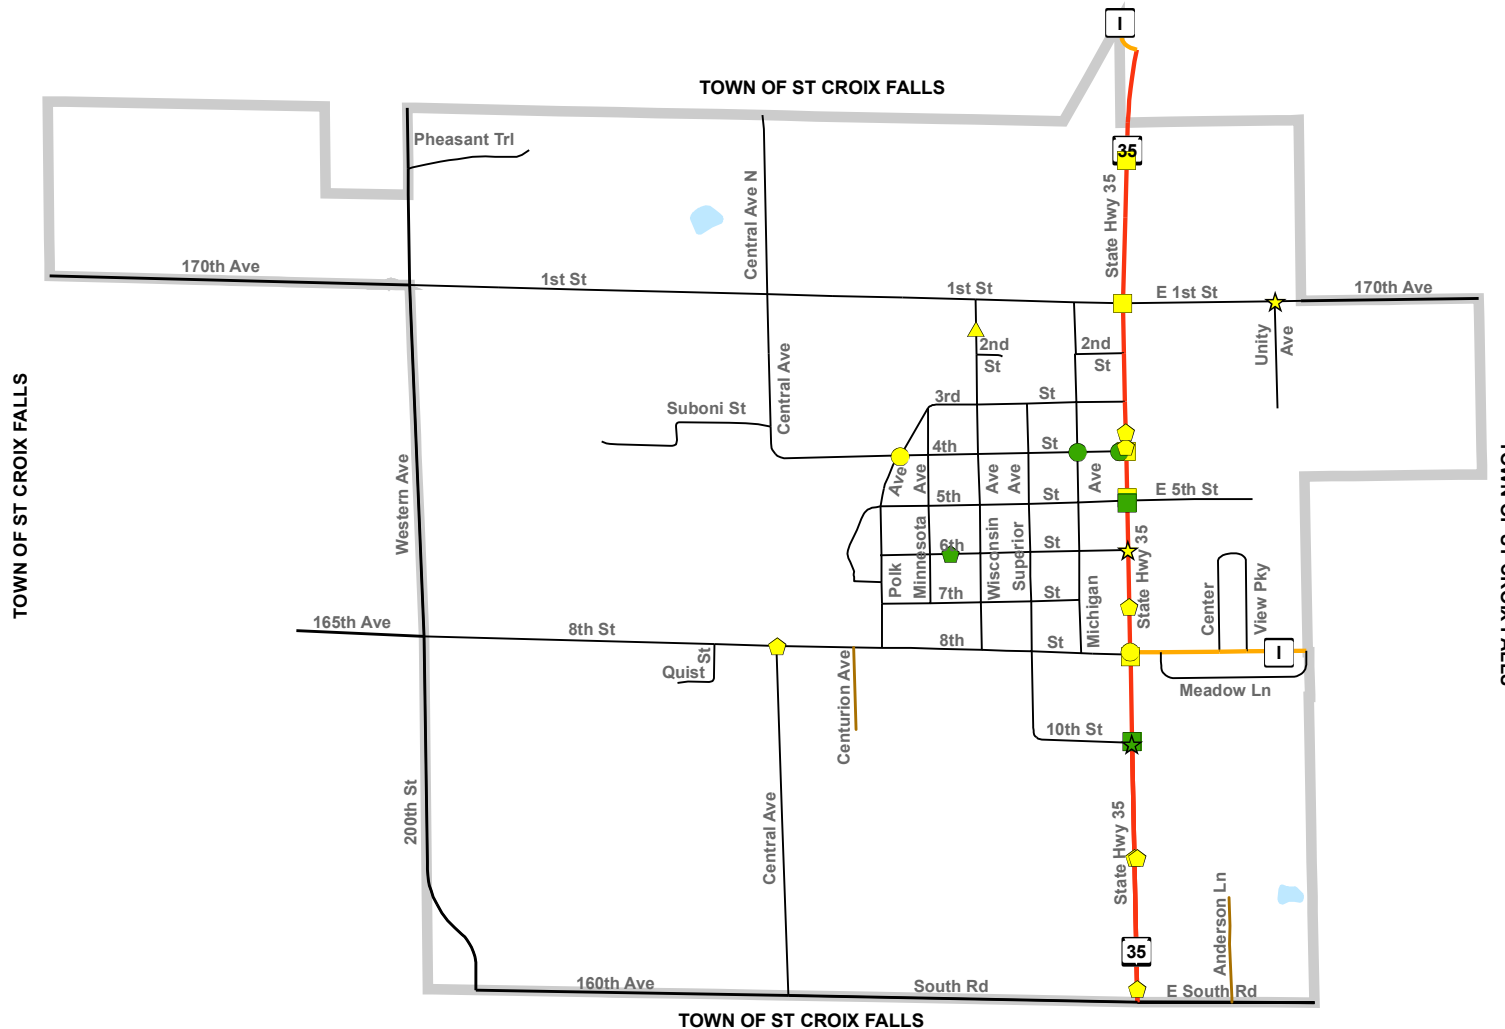 I
TOWN OF ST CROIX FALLS
Pheasant Trl
35
State Hwy 35
Central Ave N
170th Ave
1st St
1st St
E 1st St
170th Ave
2nd
St
2nd
St
Unity
Ave
Central Ave
TOWN OF ST CROIX FALLS
Suboni St
3rd
St
4th
St
Western Ave
Ave
Ave
Ave
Ave
Ave
5th
St
E 5th St
TOWN OF ST CROIX FALLS
6th
St
Polk
Minnesota
Wisconsin
Superior
Michigan
State Hwy 35
Center
View Pky
7th
St
165th Ave
8th St
8th
St
I
Quist
St
Centurion Ave
Meadow Ln
10th St
200th St
Central Ave
State Hwy 35
Anderson Ln
35
160th Ave
South Rd
E South Rd
TOWN OF ST CROIX FALLS